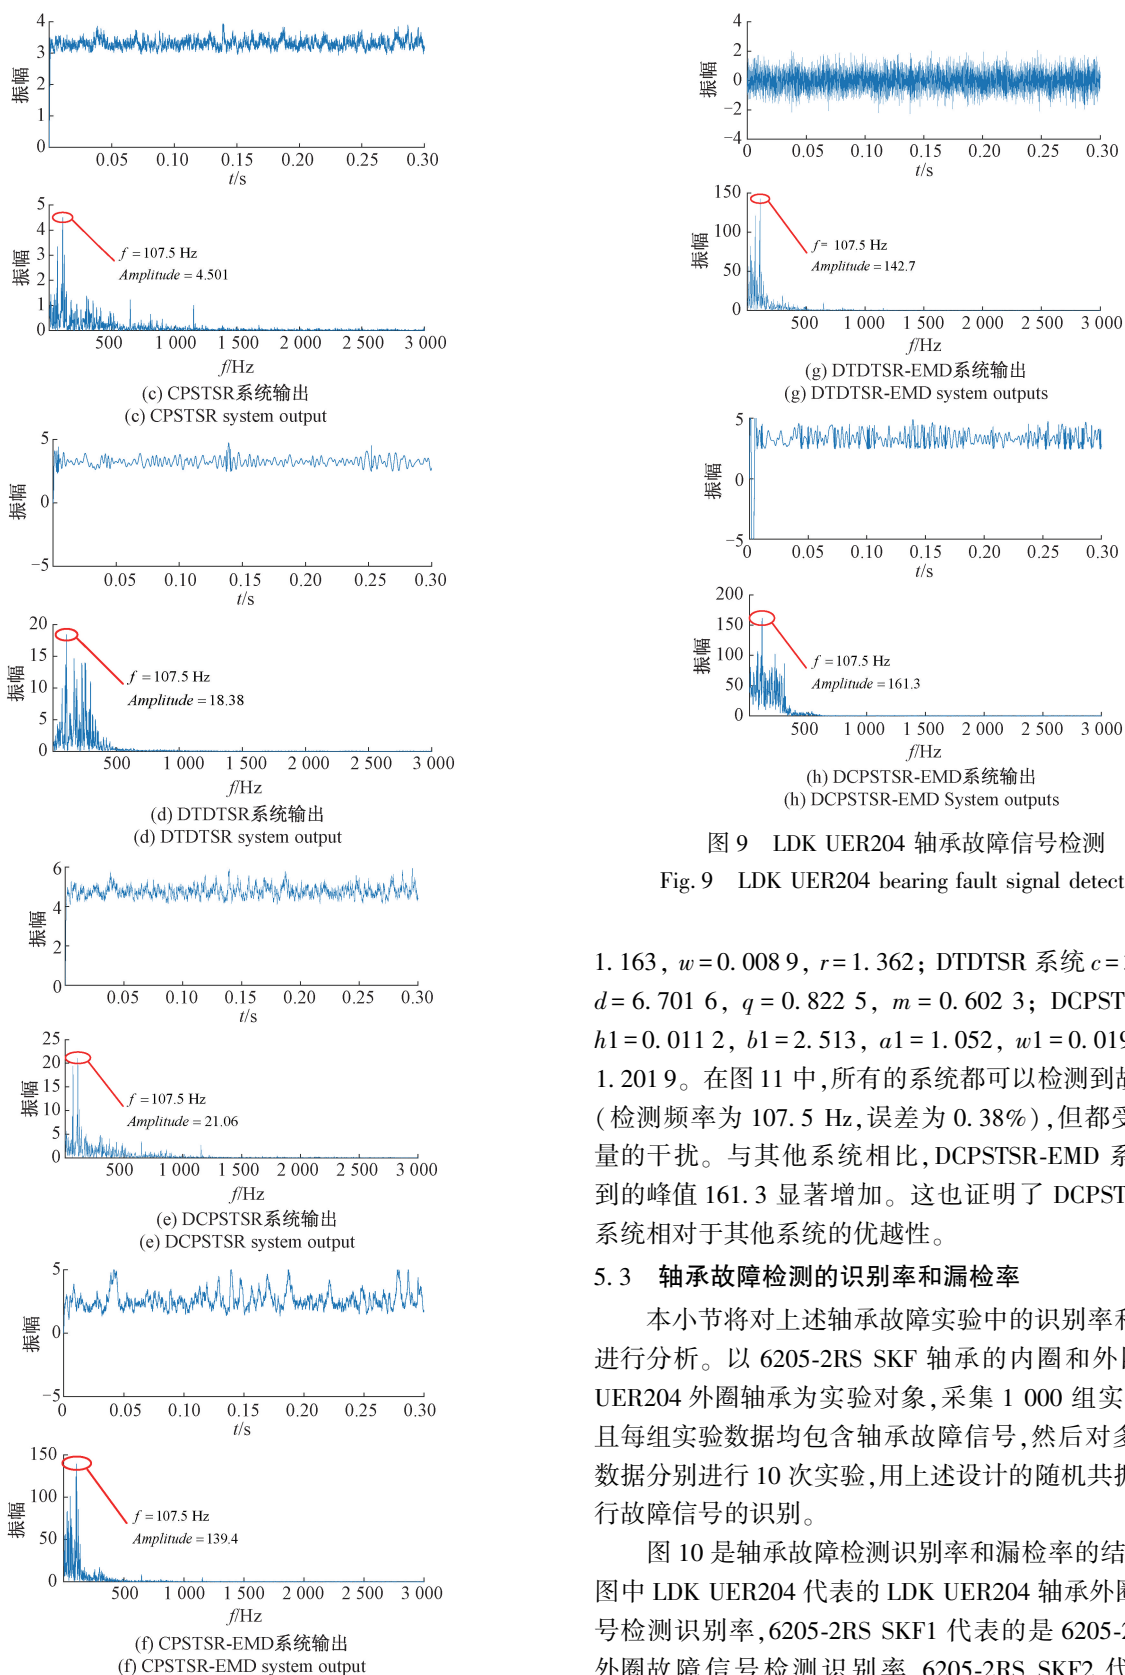 4
3
2
1
0
振幅
0.05 0.10 0.15 0.20 0.25 0.30
t/s
5
4
3
2
1
0
振幅
f = 107.5 Hz
Amplitude = 4.501
500 1 000 1 500 2 000 2 500 3 000
f/Hz
(c) CPSTSR系统输出
(c) CPSTSR system output
5
0
−5
振幅
0.05 0.10 0.15 0.20 0.25 0.30
t/s
20
15
10
5
0
振幅
f = 107.5 Hz
Amplitude = 18.38
500 1 000 1 500 2 000 2 500 3 000
f/Hz
(d) DTDTSR系统输出
(d) DTDTSR system output
6
4
2
0
振幅
0.05 0.10 0.15 0.20 0.25 0.30
t/s
25
20
15
10
5
0
振幅
f = 107.5 Hz
Amplitude = 21.06
500 1 000 1 500 2 000 2 500 3 000
f/Hz
(e) DCPSTSR系统输出
(e) DCPSTSR system output
5
0
−5
振幅
0 0.05 0.10 0.15 0.20 0.25 0.30
t/s
150
100
50
0
振幅
f = 107.5 Hz
Amplitude = 139.4
500 1 000 1 500 2 000 2 500 3 000
f/Hz
(f) CPSTSR-EMD系统输出
(f) CPSTSR-EMD system output
4
2
0
−2
−4
振幅
0 0.05 0.10 0.15 0.20 0.25 0.30
t/s
150
100
50
0
振幅
f = 107.5 Hz
Amplitude = 142.7
500 1 000 1 500 2 000 2 500 3 000
f/Hz
(g) DTDTSR-EMD系统输出
(g) DTDTSR-EMD system outputs
5
0
−5
振幅
0 0.05 0.10 0.15 0.20 0.25 0.30
t/s
200
150
100
50
0
振幅
f = 107.5 Hz
Amplitude = 161.3
500 1 000 1 500 2 000 2 500 3 000
f/Hz
(h) DCPSTSR-EMD系统输出
(h) DCPSTSR-EMD System outputs
图 9 LDK UER204 轴承故障信号检测
Fig. 9 LDK UER204 bearing fault signal detect
1. 163, w = 0. 008 9, r = 1. 362; DTDTSR 系统 c =
d = 6. 701 6, q = 0. 822 5, m = 0. 602 3; DCPST
h1 = 0. 011 2, b1 = 2. 513, a1 = 1. 052, w1 = 0. 019
1. 201 9。在图 11 中,所有的系统都可以检测到故
(检测频率为 107. 5 Hz,误差为 0. 38%),但都受
量的干扰。与其他系统相比,DCPSTSR-EMD 系
到的峰值 161. 3 显著增加。这也证明了 DCPST
系统相对于其他系统的优越性。
5. 3 轴承故障检测的识别率和漏检率
本小节将对上述轴承故障实验中的识别率和
进行分析。以 6205-2RS SKF 轴承的内圈和外圈
UER204 外圈轴承为实验对象,采集 1 000 组实
且每组实验数据均包含轴承故障信号,然后对多
数据分别进行 10 次实验,用上述设计的随机共振
行故障信号的识别。
图 10 是轴承故障检测识别率和漏检率的结
图中 LDK UER204 代表的 LDK UER204 轴承外圈
号检测识别率,6205-2RS SKF1 代表的是 6205-2
外圈故障信号检测识别率,6205-2RS SKF2 代